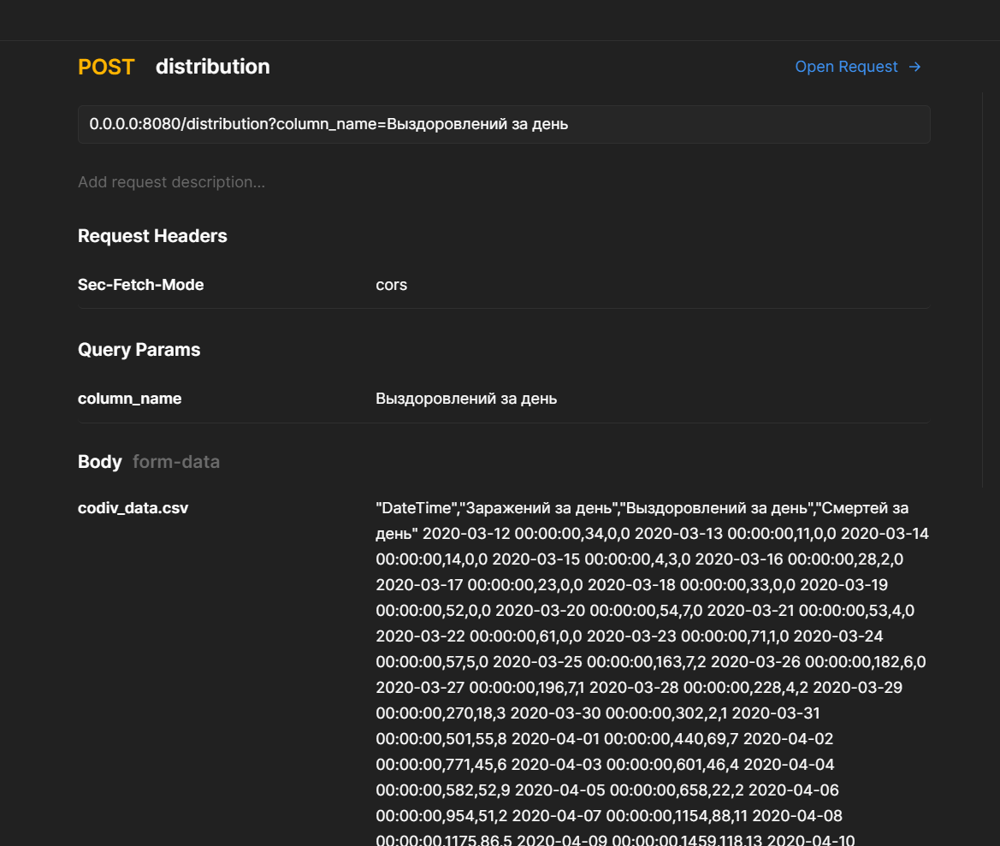 POST distribution Open Request →
0.0.0.0:8080/distribution?column_name=Выздоровлений за день
Add request description...
Request Headers
Sec-Fetch-Mode cors
Query Params
column_name Выздоровлений за день
Body form-data
codiv_data.csv "DateTime","Заражений за день","Выздоровлений за день","Смертей за
день" 2020-03-12 00:00:00,34,0,0 2020-03-13 00:00:00,11,0,0 2020-03-14
00:00:00,14,0,0 2020-03-15 00:00:00,4,3,0 2020-03-16 00:00:00,28,2,0
2020-03-17 00:00:00,23,0,0 2020-03-18 00:00:00,33,0,0 2020-03-19
00:00:00,52,0,0 2020-03-20 00:00:00,54,7,0 2020-03-21 00:00:00,53,4,0
2020-03-22 00:00:00,61,0,0 2020-03-23 00:00:00,71,1,0 2020-03-24
00:00:00,57,5,0 2020-03-25 00:00:00,163,7,2 2020-03-26 00:00:00,182,6,0
2020-03-27 00:00:00,196,7,1 2020-03-28 00:00:00,228,4,2 2020-03-29
00:00:00,270,18,3 2020-03-30 00:00:00,302,2,1 2020-03-31
00:00:00,501,55,8 2020-04-01 00:00:00,440,69,7 2020-04-02
00:00:00,771,45,6 2020-04-03 00:00:00,601,46,4 2020-04-04
00:00:00,582,52,9 2020-04-05 00:00:00,658,22,2 2020-04-06
00:00:00,954,51,2 2020-04-07 00:00:00,1154,88,11 2020-04-08
00:00:00,1175,86,5 2020-04-09 00:00:00,1459,118,13 2020-04-10